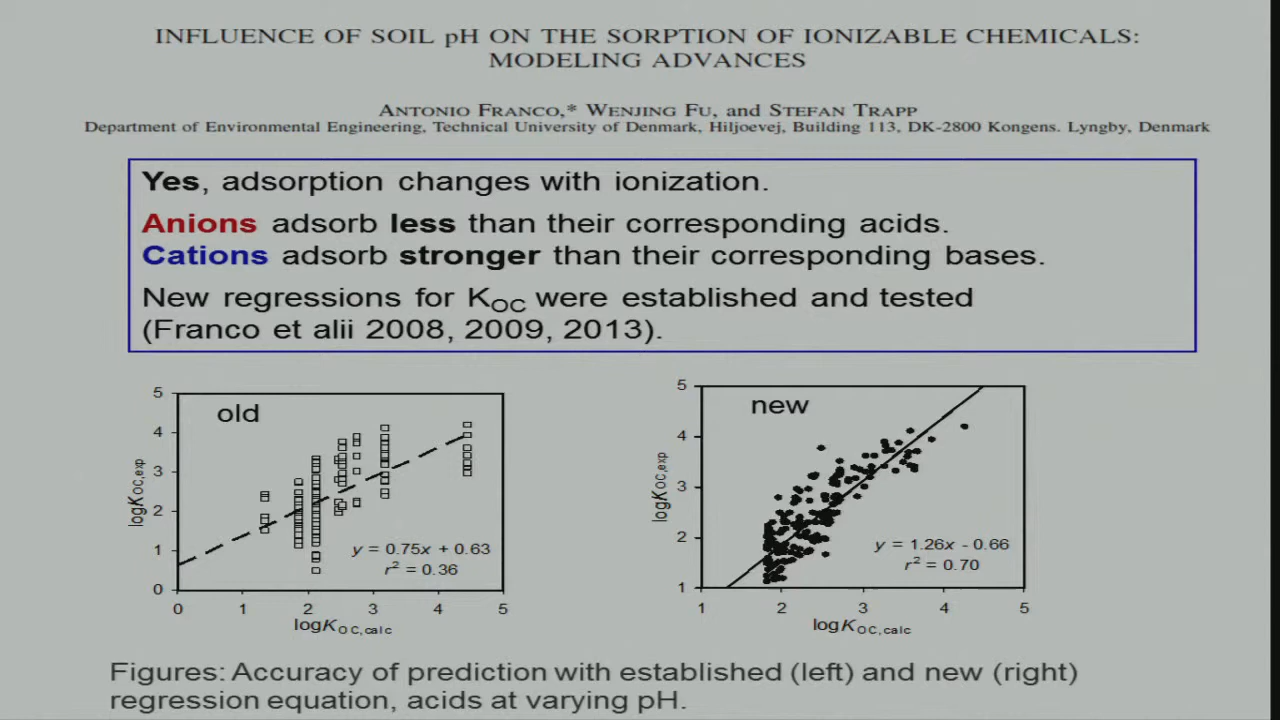 INFLUENCE OF SOIL pH ON THE SORPTION OF IONIZABLE CHEMICALS:
MODELING ADVANCES
ANTONIO FRANCO,* WENJING FU, and STEFAN TRAPP
Department of Environmental Engineering, Technical University of Denmark, Hiljoevej, Building 113, DK-2800 Kongens. Lyngby, Denmark
Yes, adsorption changes with ionization.
Anions adsorb less than their corresponding acids.
Cations adsorb stronger than their corresponding bases.
New regressions for KOC were established and tested
(Franco et alii 2008, 2009, 2013).
old
5
4
3
2
1
0
logKOC,exp
y = 0.75x + 0.63
r² = 0.36
0 1 2 3 4 5
logKOC,calc
new
5
4
3
2
1
logKOC,exp
y = 1.26x - 0.66
r² = 0.70
1 2 3 4 5
logKOC,calc
Figures: Accuracy of prediction with established (left) and new (right)
regression equation, acids at varying pH.